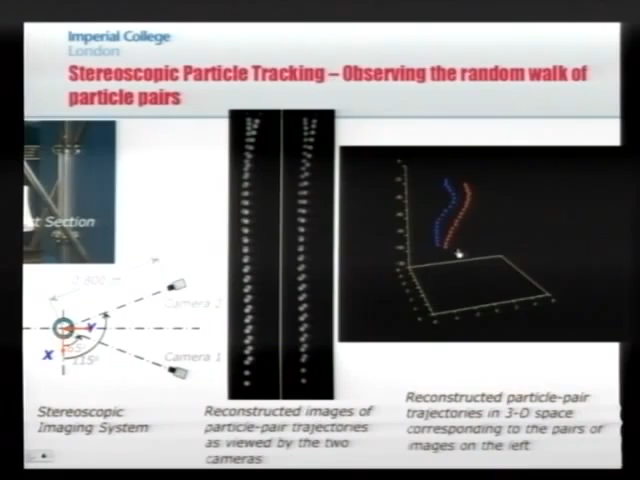 Imperial College
London
Stereoscopic Particle Tracking – Observing the random walk of
particle pairs
st Section
Camera 2
Y
X
65°
115°
Camera 1
Stereoscopic
Imaging System
Reconstructed images of
particle-pair trajectories
as viewed by the two
cameras
Reconstructed particle-pair
trajectories in 3-D space
corresponding to the pairs of
images on the left